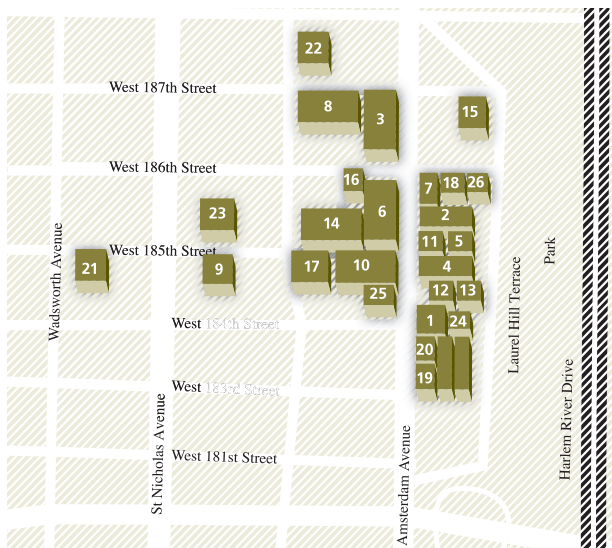 22
West 187th Street
8
3
15
West 186th Street
16
7
18
26
23
14
6
2
11
5
West 185th Street
21
9
17
10
4
25
12
13
West 184th Street
1
24
20
19
West 183rd Street
West 181st Street
Wadsworth Avenue
St Nicholas Avenue
Amsterdam Avenue
Laurel Hill Terrace
Park
Harlem River Drive